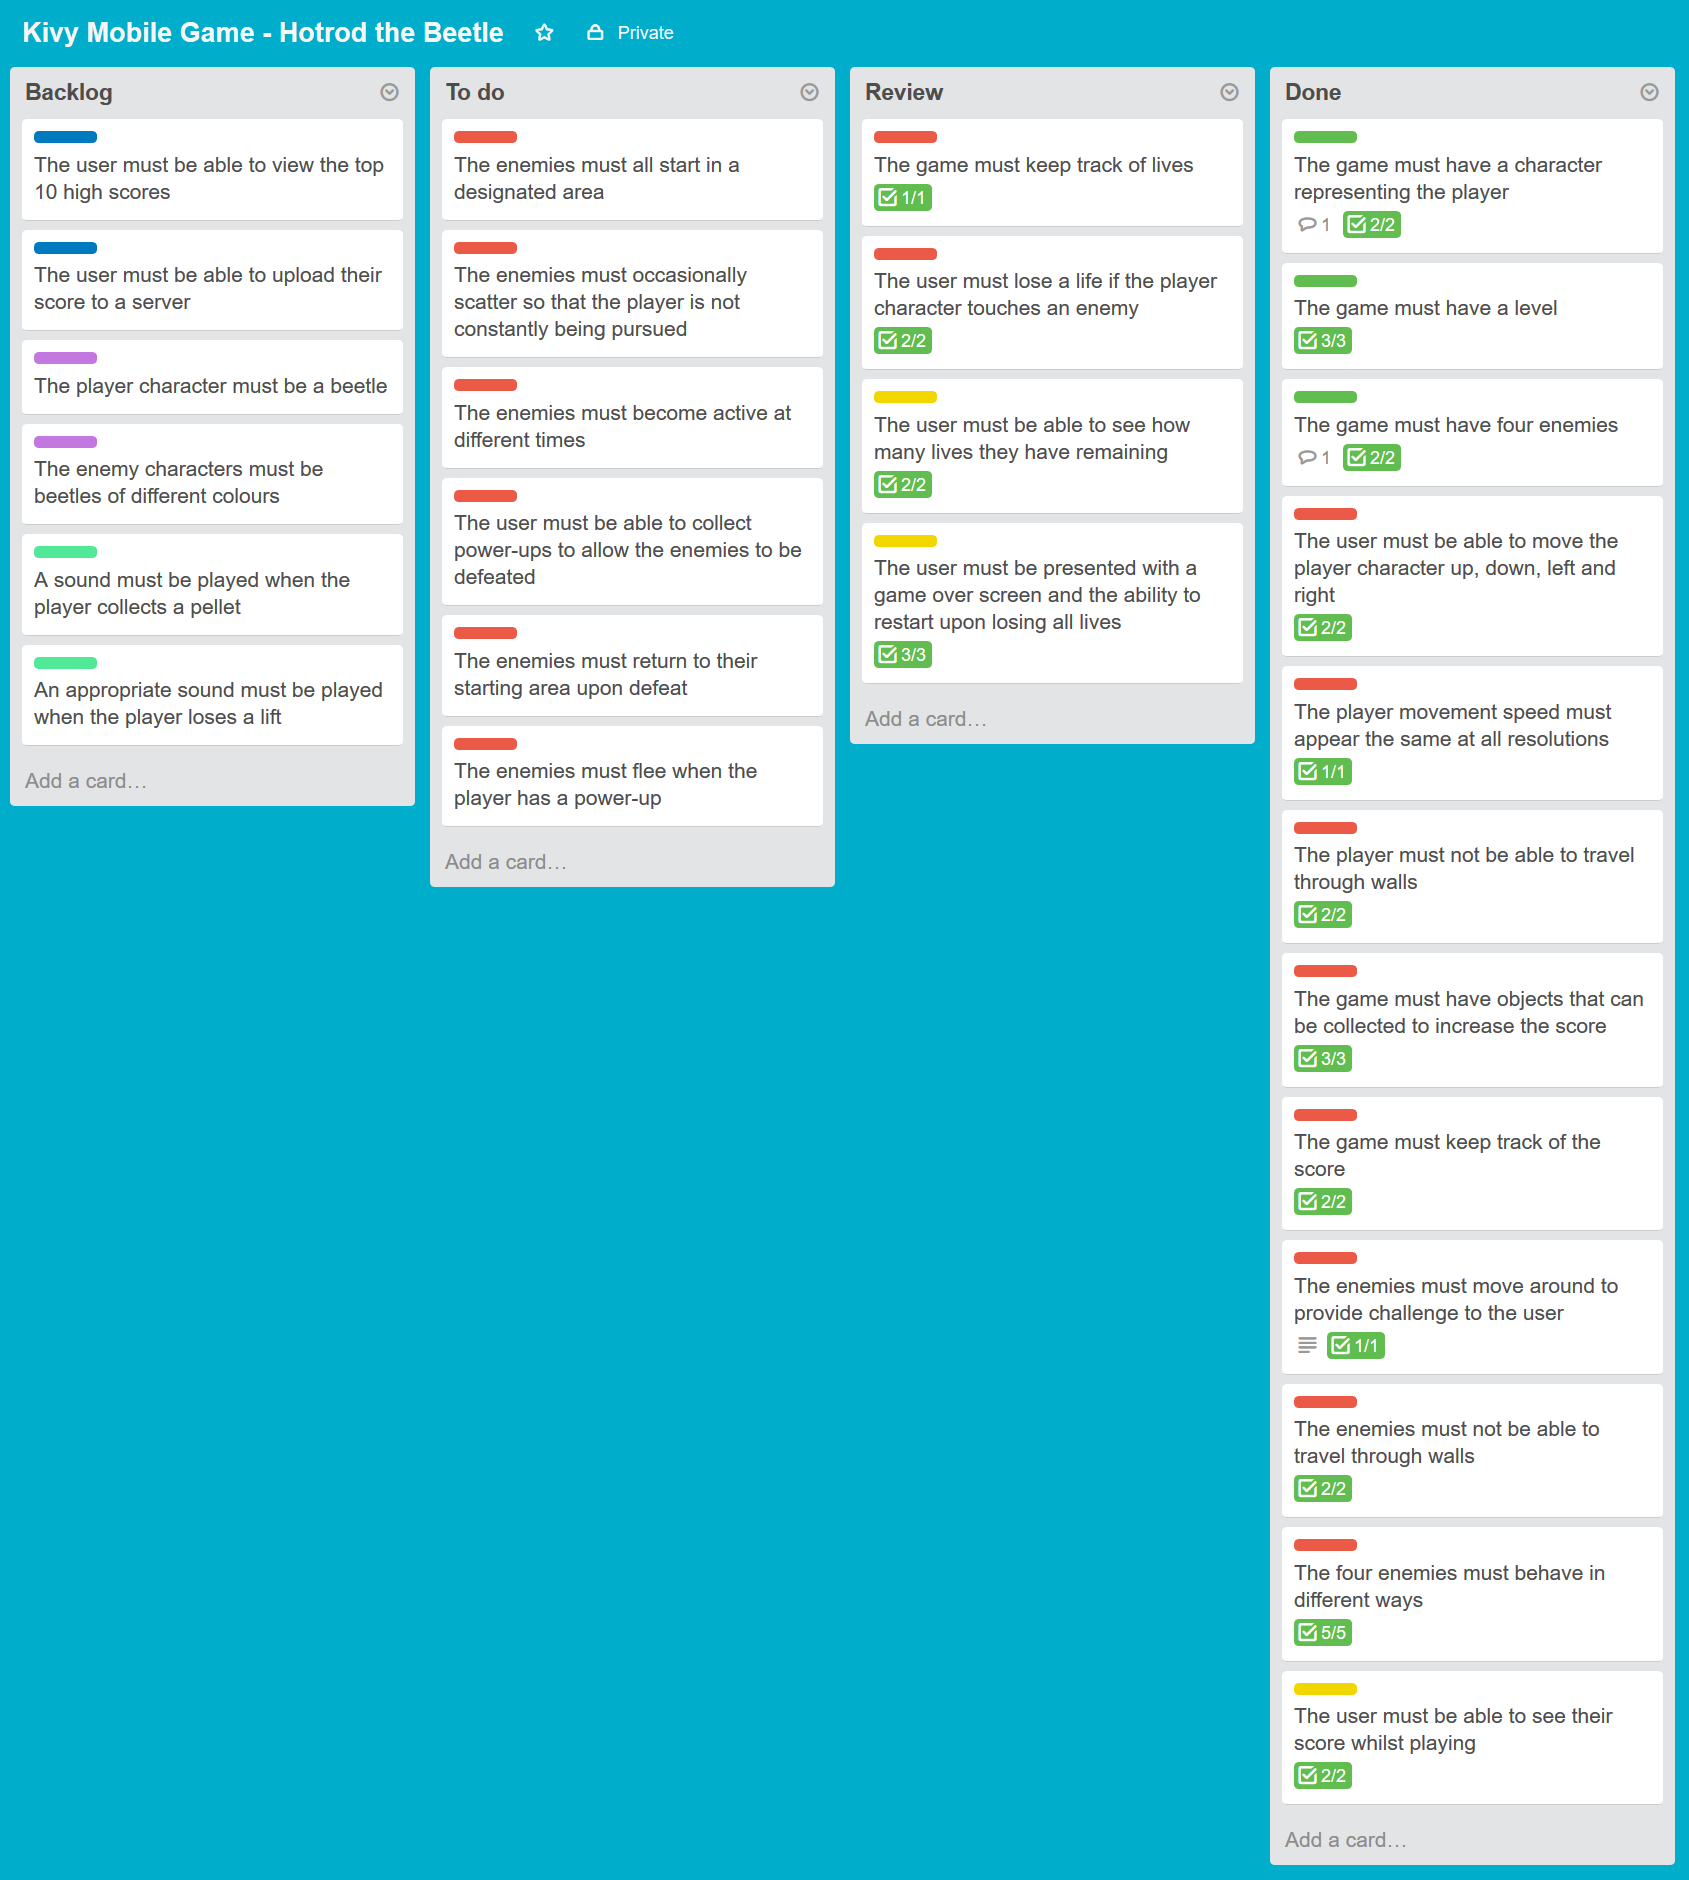 Kivy Mobile Game - Hotrod the Beetle
Private
Backlog
The user must be able to view the top
10 high scores
The user must be able to upload their
score to a server
The player character must be a beetle
The enemy characters must be
beetles of different colours
A sound must be played when the
player collects a pellet
An appropriate sound must be played
when the player loses a lift
Add a card…
To do
The enemies must all start in a
designated area
The enemies must occasionally
scatter so that the player is not
constantly being pursued
The enemies must become active at
different times
The user must be able to collect
power-ups to allow the enemies to be
defeated
The enemies must return to their
starting area upon defeat
The enemies must flee when the
player has a power-up
Add a card…
Review
The game must keep track of lives
1/1
The user must lose a life if the player
character touches an enemy
2/2
The user must be able to see how
many lives they have remaining
2/2
The user must be presented with a
game over screen and the ability to
restart upon losing all lives
3/3
Add a card…
Done
The game must have a character
representing the player
1 2/2
The game must have a level
3/3
The game must have four enemies
1 2/2
The user must be able to move the
player character up, down, left and
right
2/2
The player movement speed must
appear the same at all resolutions
1/1
The player must not be able to travel
through walls
2/2
The game must have objects that can
be collected to increase the score
3/3
The game must keep track of the
score
2/2
The enemies must move around to
provide challenge to the user
1/1
The enemies must not be able to
travel through walls
2/2
The four enemies must behave in
different ways
5/5
The user must be able to see their
score whilst playing
2/2
Add a card…